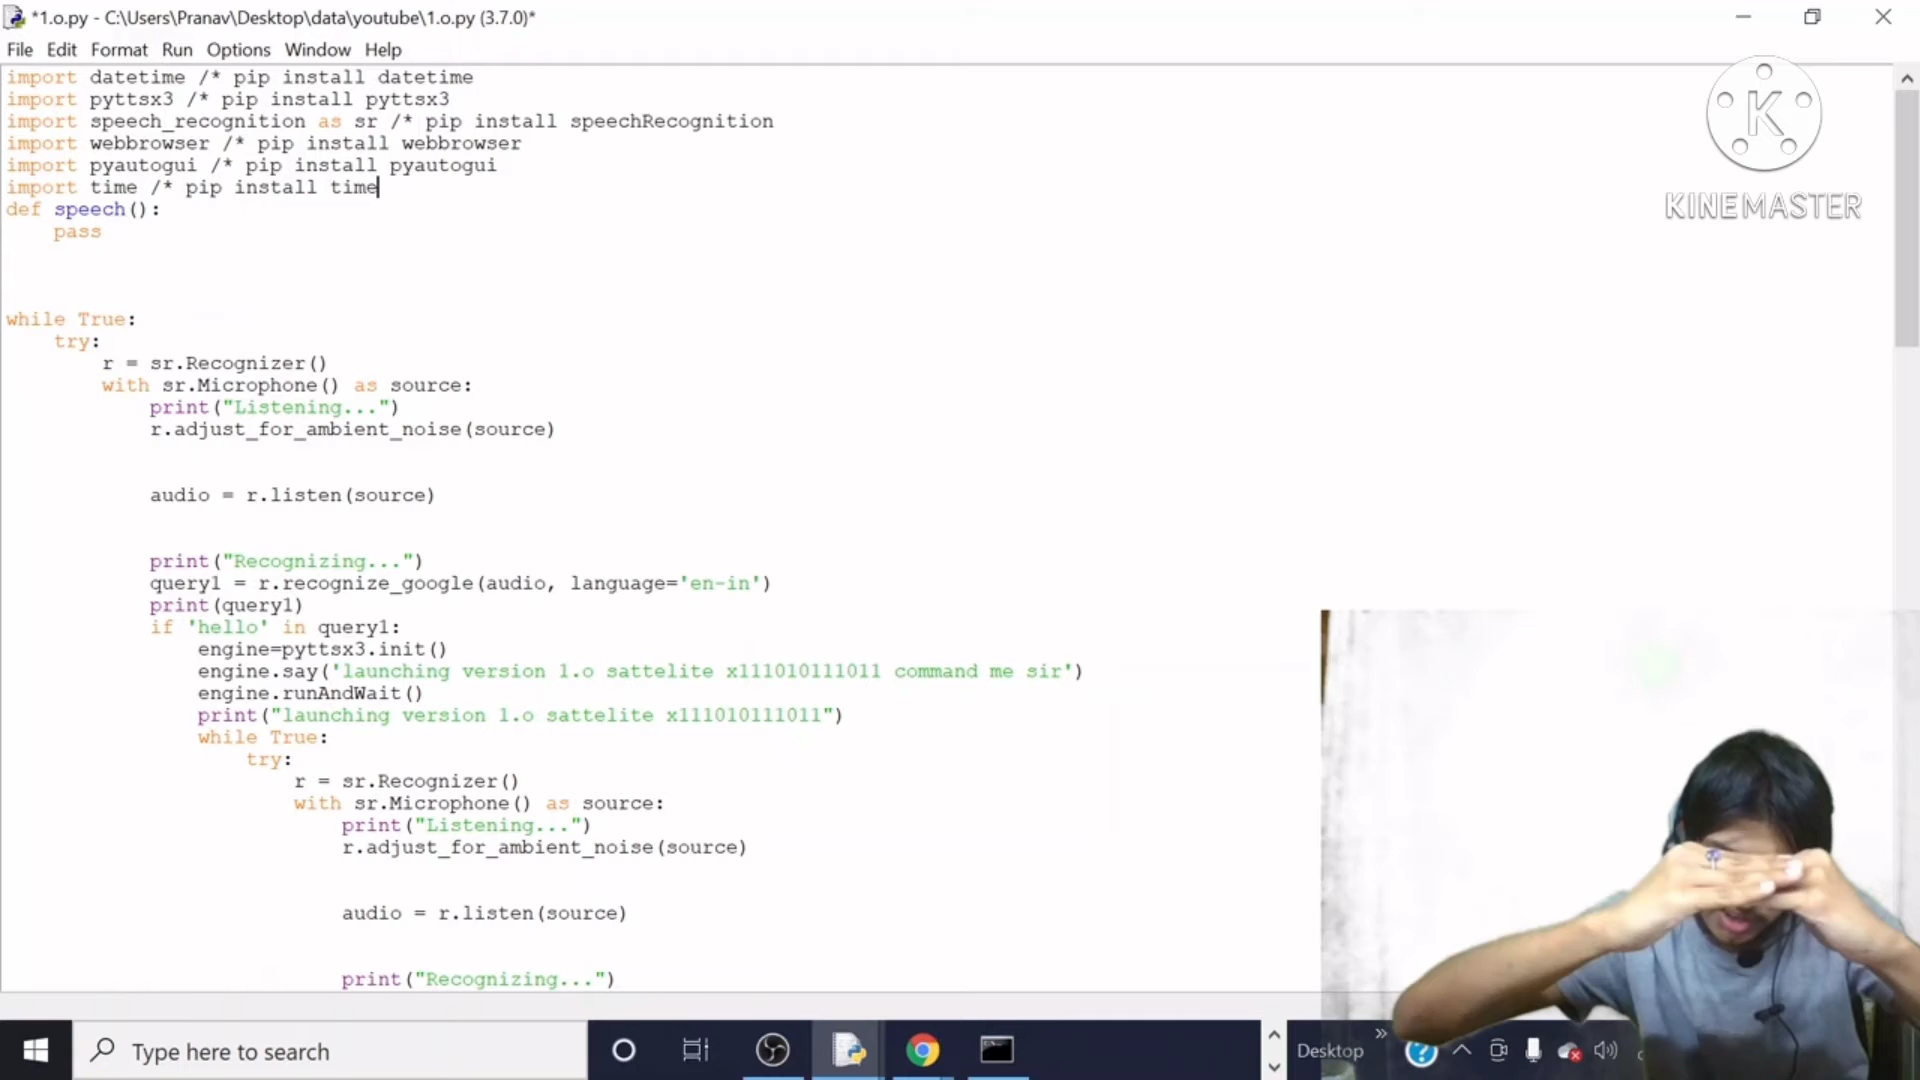 *1.o.py - C:\Users\Pranav\Desktop\data\youtube\1.o.py (3.7.0)*
File Edit Format Run Options Window Help
import datetime /* pip install datetime
import pyttsx3 /* pip install pyttsx3
import speech_recognition as sr /* pip install speechRecognition
import webbrowser /* pip install webbrowser
import pyautogui /* pip install pyautogui
import time /* pip install time
def speech():
    pass
while True:
    try:
        r = sr.Recognizer()
        with sr.Microphone() as source:
            print("Listening...")
            r.adjust_for_ambient_noise(source)
            audio = r.listen(source)
            print("Recognizing...")
            query1 = r.recognize_google(audio, language='en-in')
            print(query1)
            if 'hello' in query1:
                engine=pyttsx3.init()
                engine.say('launching version 1.o sattelite x111010111011 command me sir')
                engine.runAndWait()
                print("launching version 1.o sattelite x111010111011")
                while True:
                    try:
                        r = sr.Recognizer()
                        with sr.Microphone() as source:
                            print("Listening...")
                            r.adjust_for_ambient_noise(source)
                            audio = r.listen(source)
                            print("Recognizing...")
K
KINEMASTER
Type here to search
Desktop